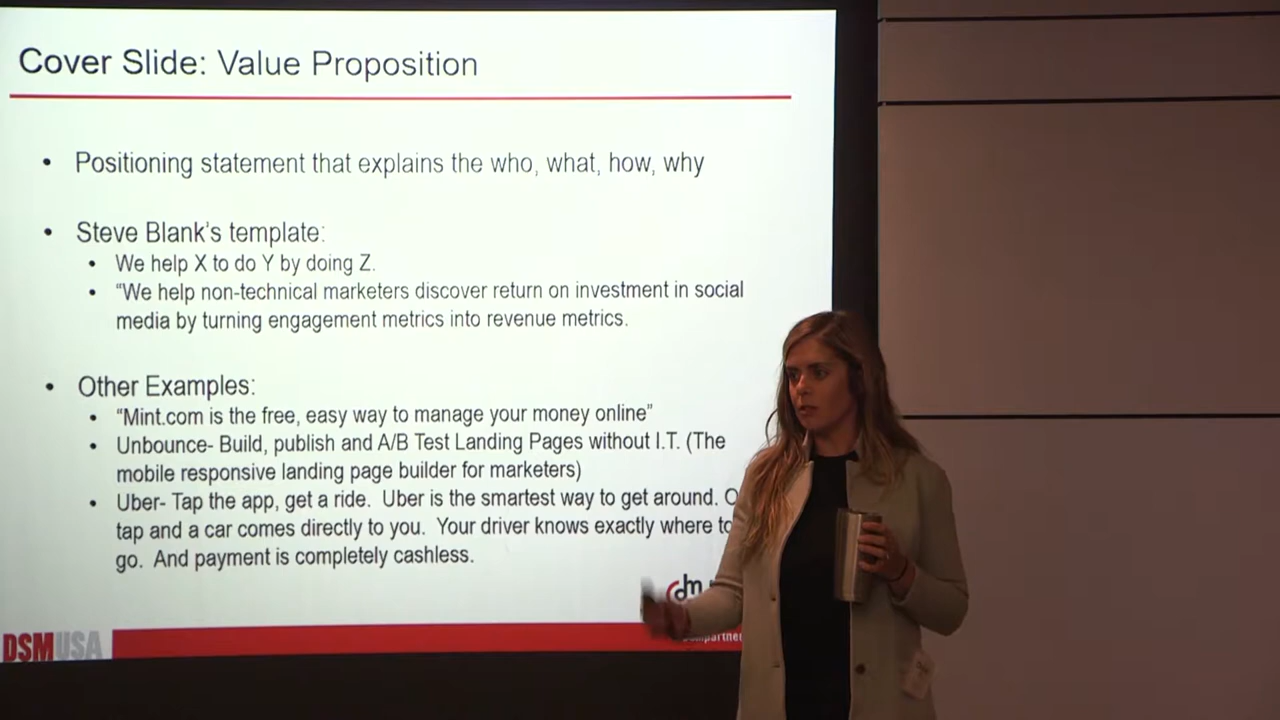 Cover Slide: Value Proposition
• Positioning statement that explains the who, what, how, why
• Steve Blank's template:
• We help X to do Y by doing Z.
• “We help non-technical marketers discover return on investment in social
media by turning engagement metrics into revenue metrics.
• Other Examples:
• “Mint.com is the free, easy way to manage your money online”
• Unbounce- Build, publish and A/B Test Landing Pages without I.T. (The
mobile responsive landing page builder for marketers)
• Uber- Tap the app, get a ride. Uber is the smartest way to get around.
tap and a car comes directly to you. Your driver knows exactly where to
go. And payment is completely cashless.
dm
DSMUSA